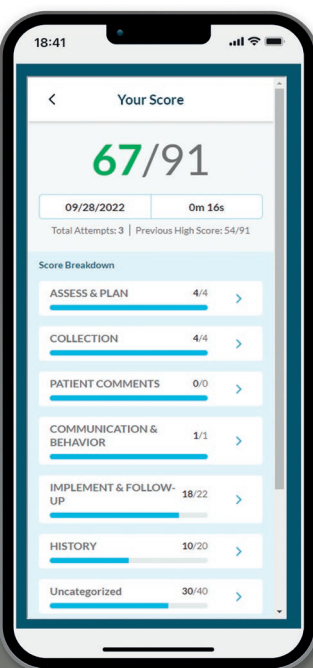 18:41
Your Score
67/91
09/28/2022 0m 16s
Total Attempts: 3 | Previous High Score: 54/91
Score Breakdown
ASSESS & PLAN 4/4
COLLECTION 4/4
PATIENT COMMENTS 0/0
COMMUNICATION &
BEHAVIOR 1/1
IMPLEMENT & FOLLOW-
UP 18/22
HISTORY 10/20
Uncategorized 30/40